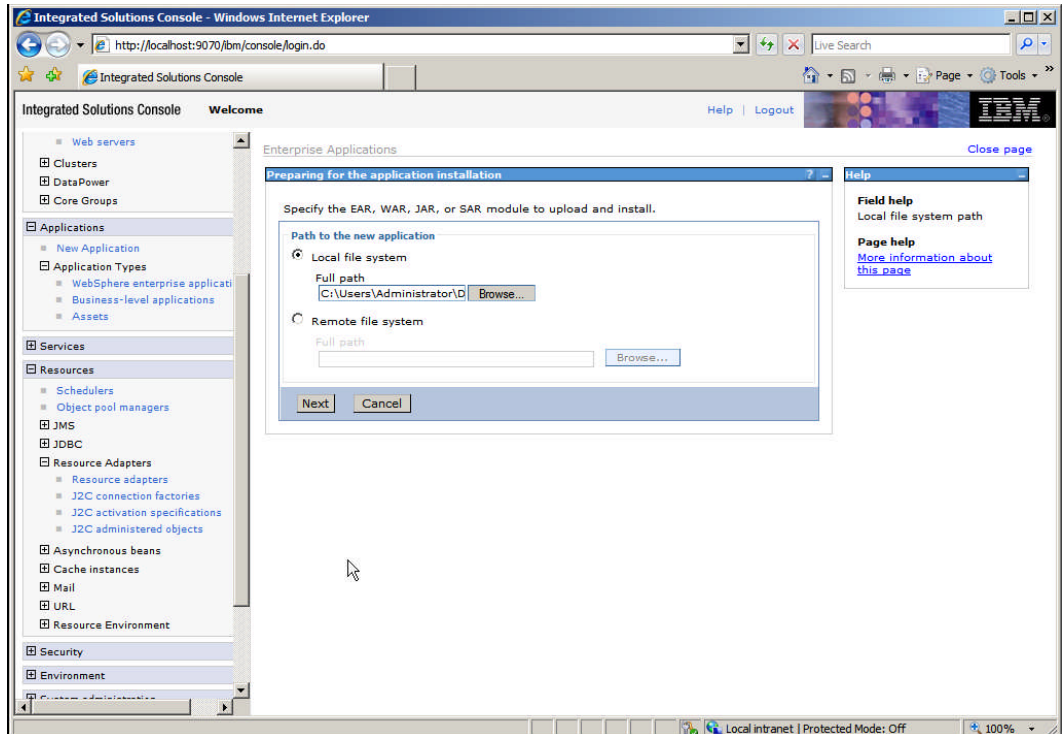 Integrated Solutions Console - Windows Internet Explorer
http://localhost:9070/ibm/console/login.do
Live Search
Integrated Solutions Console
Page
Tools
Integrated Solutions Console Welcome
Help | Logout
IBM
Web servers
Clusters
DataPower
Core Groups
Applications
New Application
Application Types
WebSphere enterprise applicati
Business-level applications
Assets
Services
Resources
Schedulers
Object pool managers
JMS
JDBC
Resource Adapters
Resource adapters
J2C connection factories
J2C activation specifications
J2C administered objects
Asynchronous beans
Cache instances
Mail
URL
Resource Environment
Security
Environment
System administration
Enterprise Applications
Close page
Preparing for the application installation
? -
Specify the EAR, WAR, JAR, or SAR module to upload and install.
Path to the new application
Local file system
Full path
C:\Users\Administrator\D Browse...
Remote file system
Full path
Browse...
Next Cancel
Help
Field help
Local file system path
Page help
More information about
this page
Local intranet | Protected Mode: Off
100%